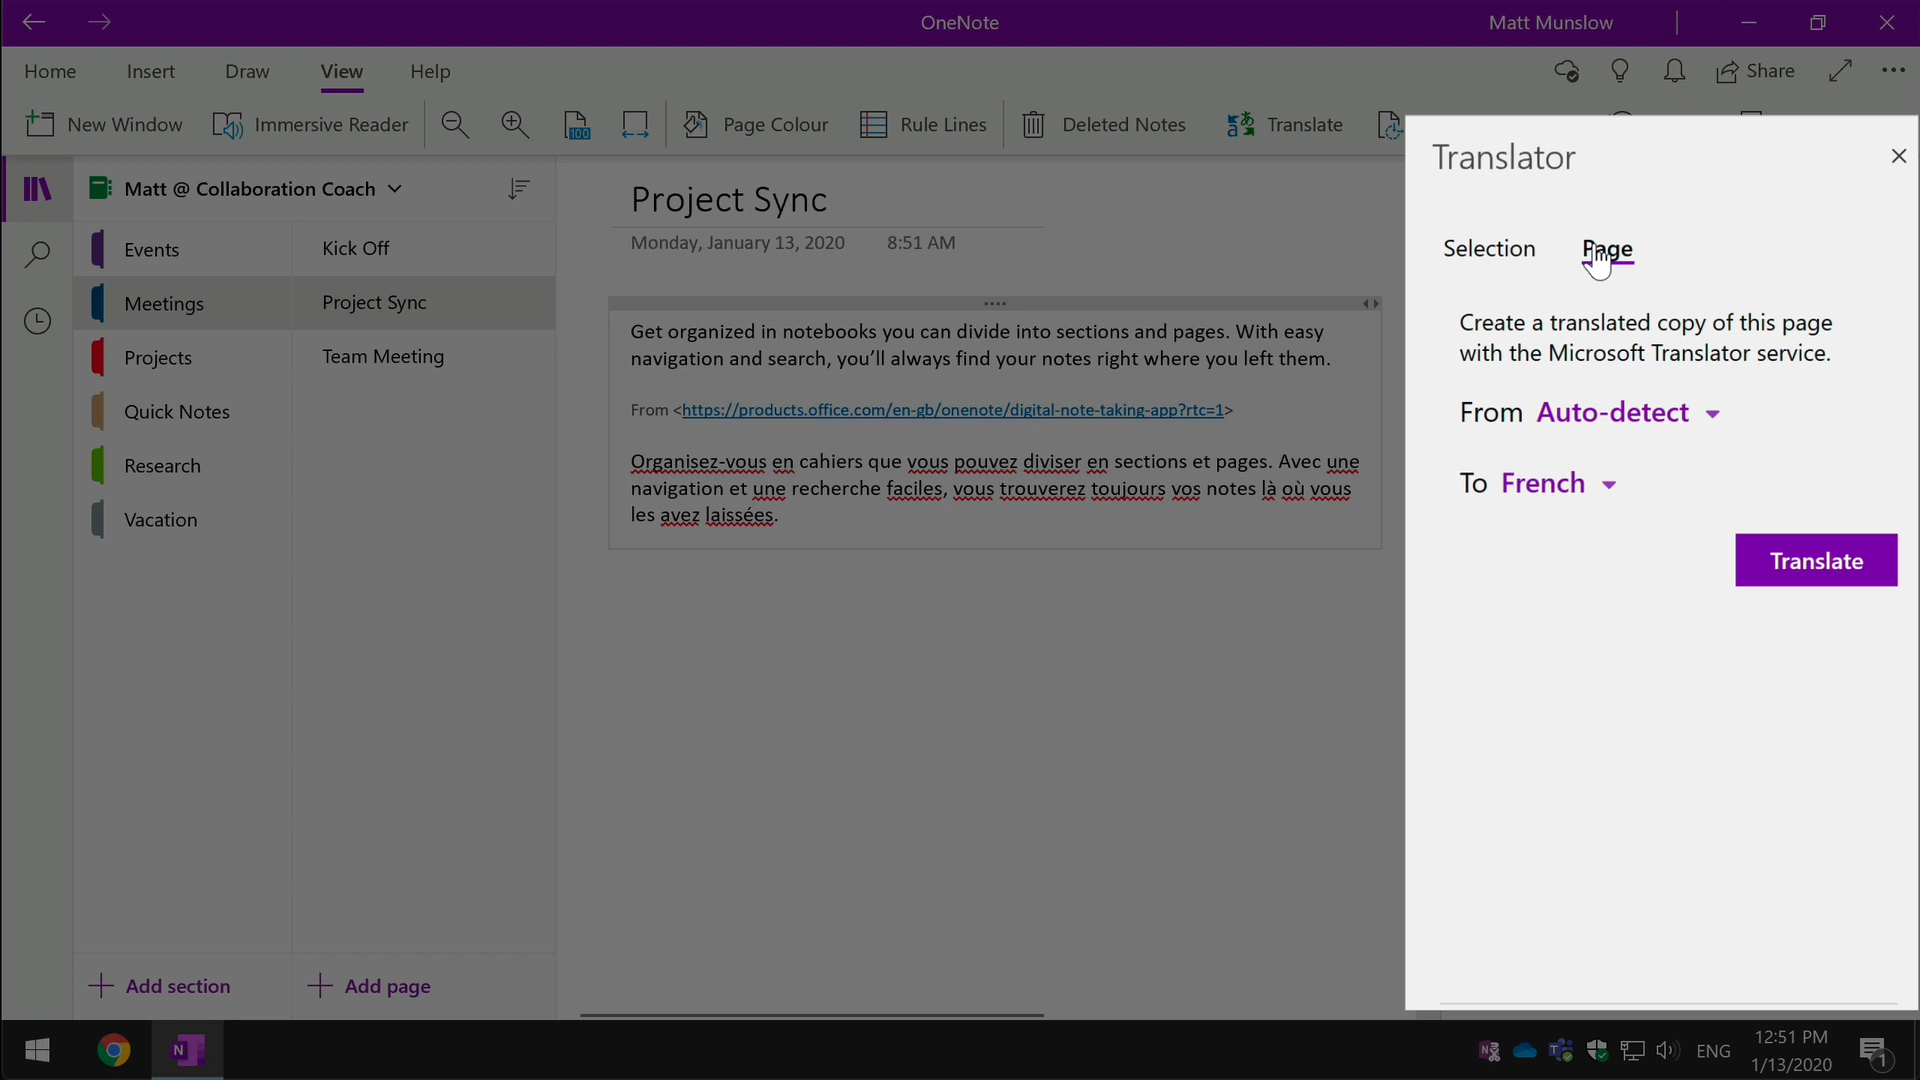 OneNote
Matt Munslow
Home Insert Draw View Help
Share
New Window Immersive Reader 100 Page Colour Rule Lines Deleted Notes Translate
Matt @ Collaboration Coach
Events
Meetings
Projects
Quick Notes
Research
Vacation
Add section
Kick Off
Project Sync
Team Meeting
Add page
Project Sync
Monday, January 13, 2020 8:51 AM
Get organized in notebooks you can divide into sections and pages. With easy
navigation and search, you’ll always find your notes right where you left them.
From <https://products.office.com/en-gb/onenote/digital-note-taking-app?rtc=1>
Organisez-vous en cahiers que vous pouvez diviser en sections et pages. Avec une
navigation et une recherche faciles, vous trouverez toujours vos notes là où vous
les avez laissées.
Translator
Selection Page
Create a translated copy of this page
with the Microsoft Translator service.
From Auto-detect
To French
Translate
ENG
12:51 PM
1/13/2020
1